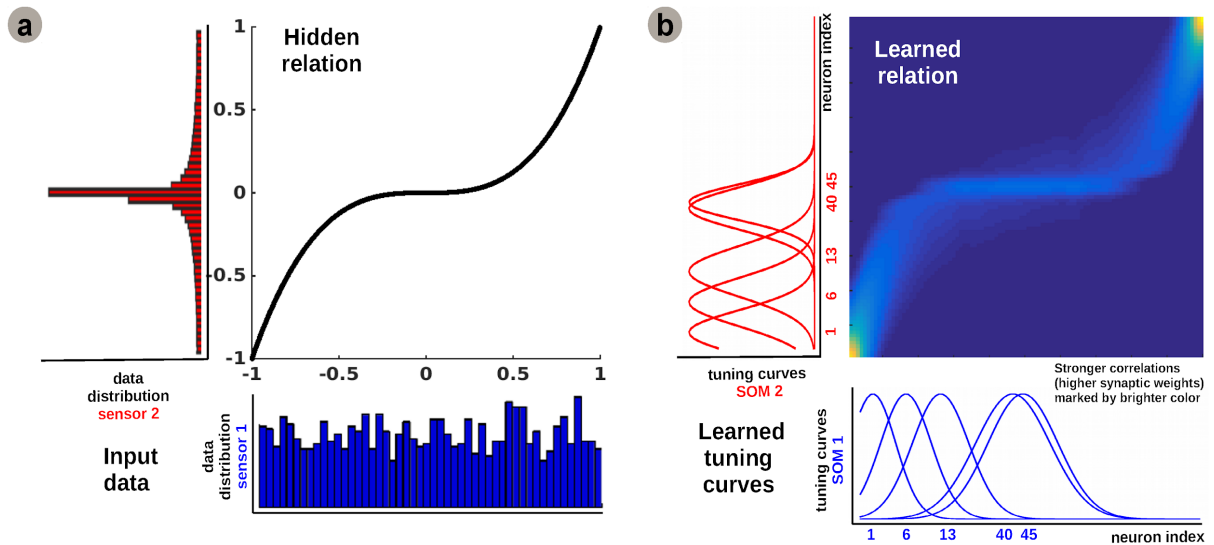 a
Hidden
relation
1
0.5
0
-0.5
-1
-1
-0.5
0
0.5
1
data
distribution
sensor 2
Input
data
data
distribution
sensor 1
b
Learned
relation
neuron index
45
40
13
6
1
tuning curves
SOM 2
Learned
tuning
curves
Stronger correlations
(higher synaptic weights)
marked by brighter color
tuning curves
SOM 1
1 6 13 40 45
neuron index